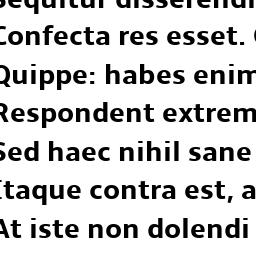 Sequitur disserendi
Confecta res esset.
Quippe: habes enim
Respondent extrem
Sed haec nihil sane
Itaque contra est, a
At iste non dolendi